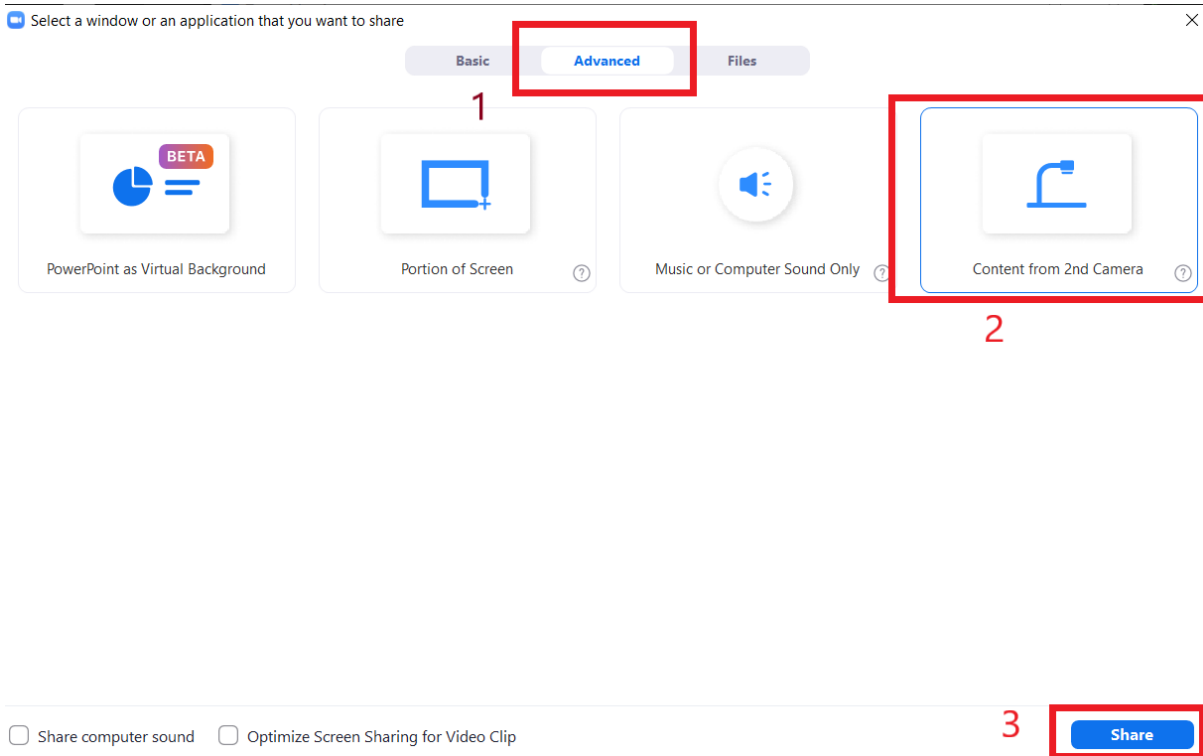 Select a window or an application that you want to share
Basic Advanced Files
1
BETA
PowerPoint as Virtual Background
Portion of Screen ?
Music or Computer Sound Only ?
Content from 2nd Camera ?
2
3
Share computer sound Optimize Screen Sharing for Video Clip Share